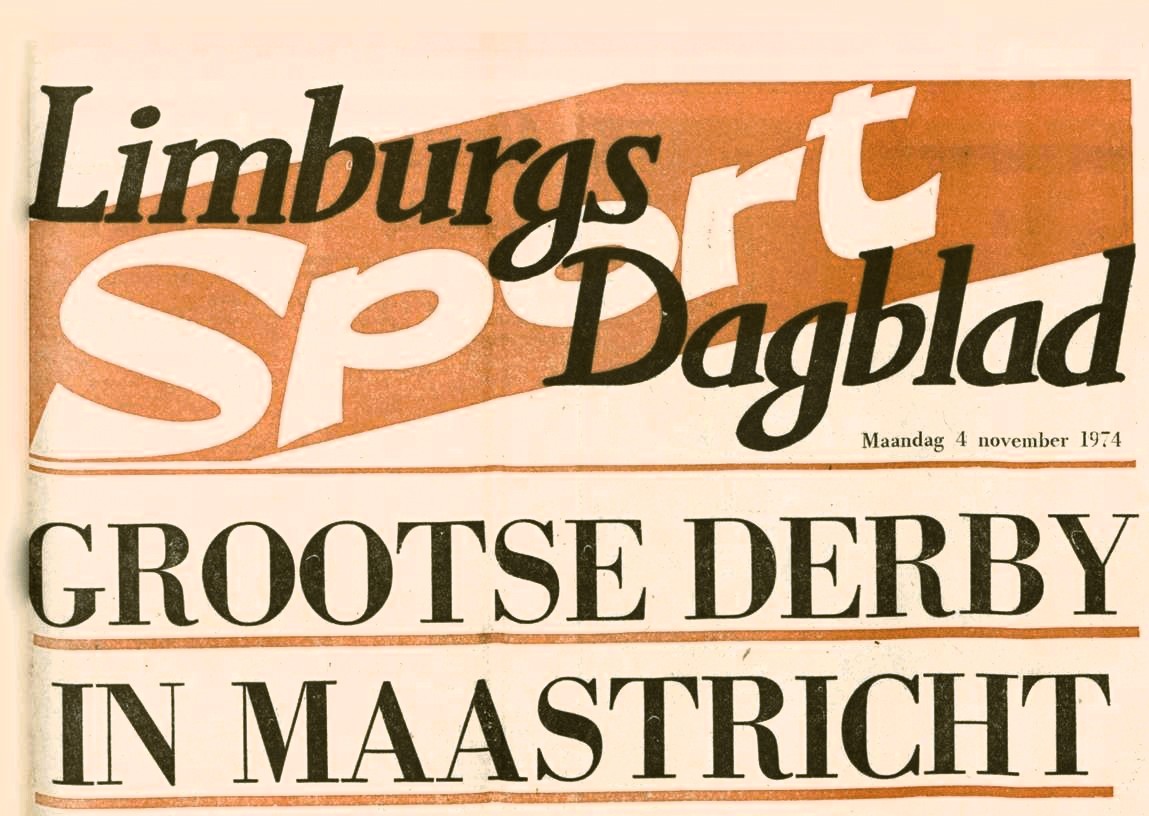 Limburgs
Sport
Dagblad
Maandag 4 november 1974
GROOTSE DERBY
IN MAASTRICHT